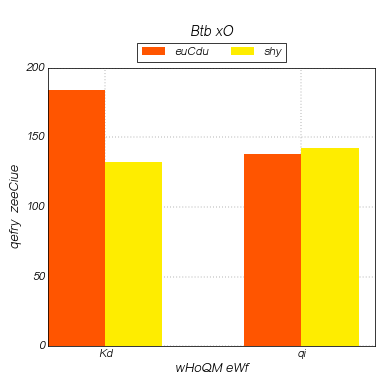 Btb xO
euCdu shy
200
150
100
50
0
qefry zeeCiue
Kd qi
wHoQM eWf